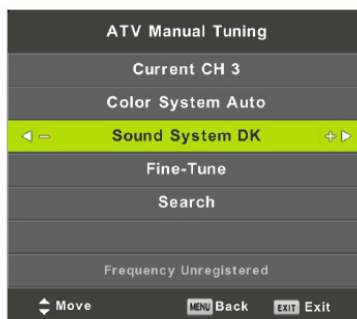 ATV Manual Tuning
Current CH 3
Color System Auto
− Sound System DK +
Fine-Tune
Search
Frequency Unregistered
Move MENU Back EXIT Exit